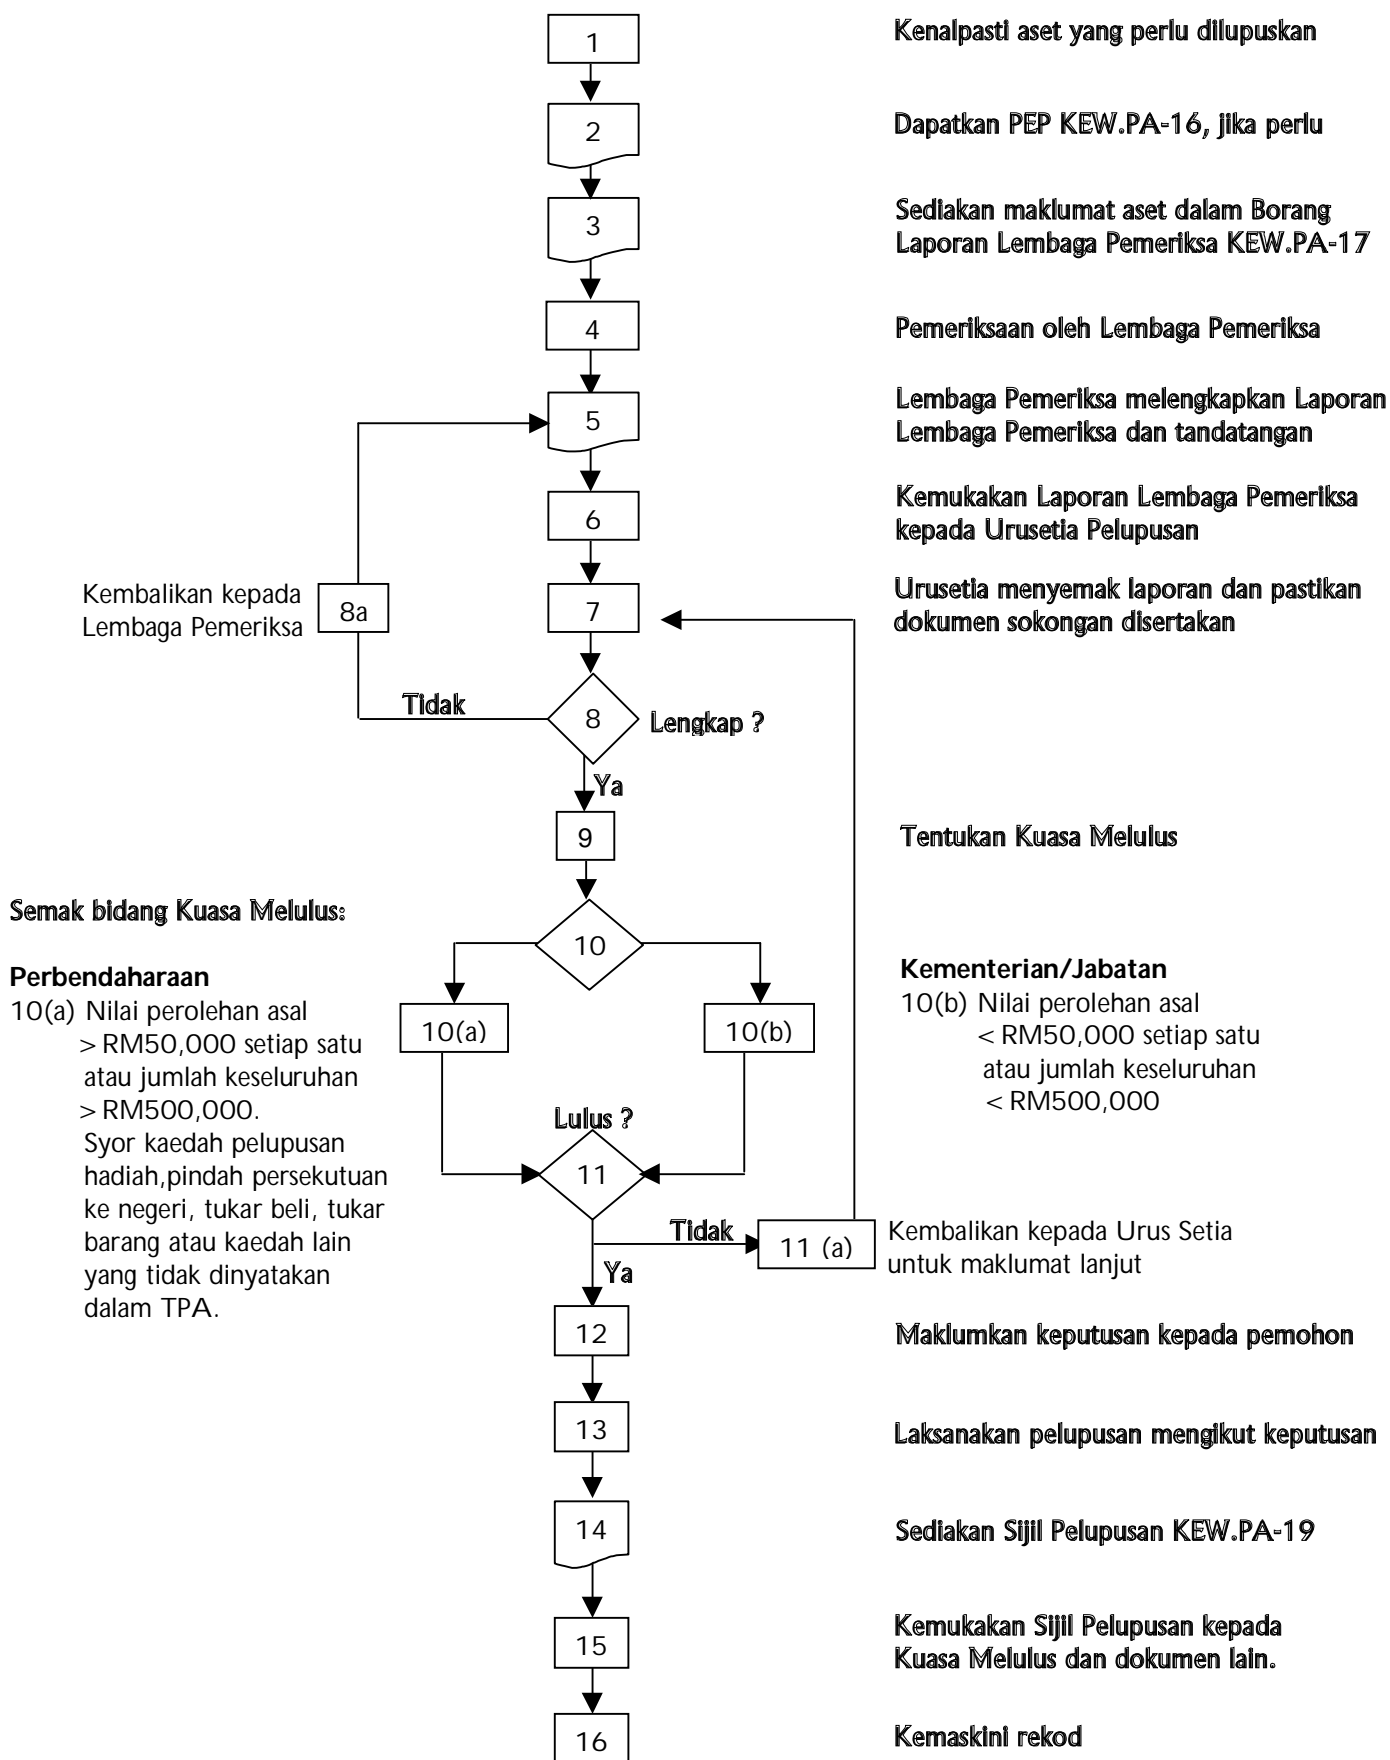 1
Kenalpasti aset yang perlu dilupuskan
2
Dapatkan PEP KEW.PA-16, jika perlu
3
Sediakan maklumat aset dalam Borang
Laporan Lembaga Pemeriksa KEW.PA-17
4
Pemeriksaan oleh Lembaga Pemeriksa
5
Lembaga Pemeriksa melengkapkan Laporan
Lembaga Pemeriksa dan tandatangan
6
Kemukakan Laporan Lembaga Pemeriksa
kepada Urusetia Pelupusan
Kembalikan kepada
Lembaga Pemeriksa
8a
7
Urusetia menyemak laporan dan pastikan
dokumen sokongan disertakan
Tidak
8
Lengkap ?
Ya
9
Tentukan Kuasa Melulus
Semak bidang Kuasa Melulus:
10
Perbendaharaan
10(a) Nilai perolehan asal
> RM50,000 setiap satu
atau jumlah keseluruhan
> RM500,000.
Syor kaedah pelupusan
hadiah,pindah persekutuan
ke negeri, tukar beli, tukar
barang atau kaedah lain
yang tidak dinyatakan
dalam TPA.
10(a)
10(b)
Kementerian/Jabatan
10(b) Nilai perolehan asal
< RM50,000 setiap satu
atau jumlah keseluruhan
< RM500,000
Lulus ?
11
Tidak
11 (a)
Kembalikan kepada Urus Setia
untuk maklumat lanjut
Ya
12
Maklumkan keputusan kepada pemohon
13
Laksanakan pelupusan mengikut keputusan
14
Sediakan Sijil Pelupusan KEW.PA-19
15
Kemukakan Sijil Pelupusan kepada
Kuasa Melulus dan dokumen lain.
16
Kemaskini rekod